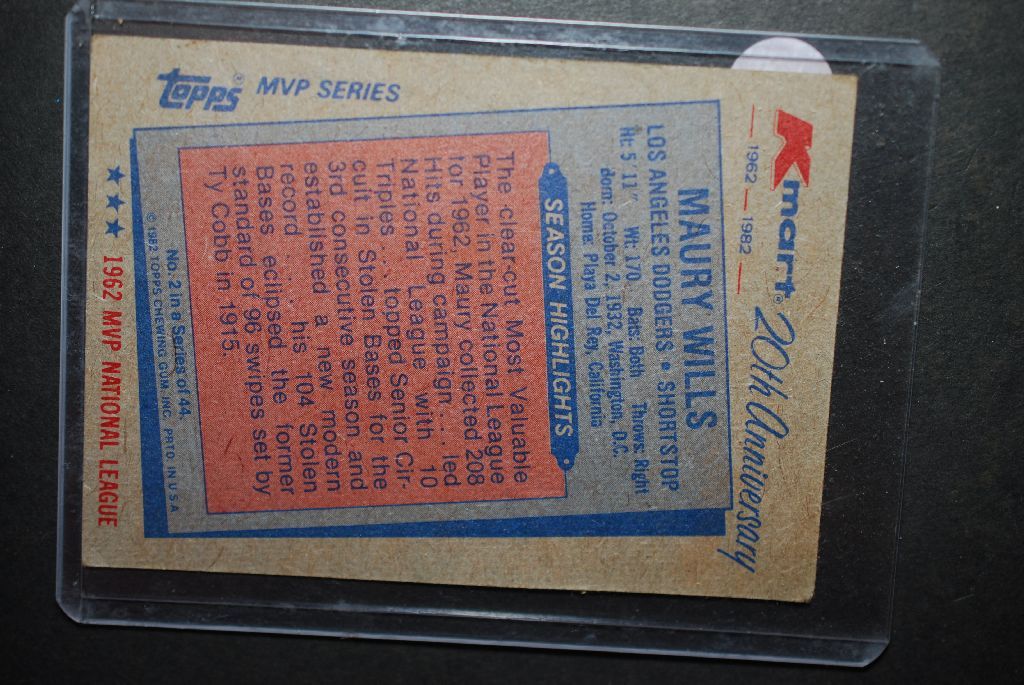 Kmart® 20th Anniversary
1962 — 1982
MAURY WILLS
LOS ANGELES DODGERS • SHORTSTOP
Ht: 5'11" Wt: 170 Bats: Both Throws: Right
Born: October 2, 1932, Washington, D.C.
Home: Playa Del Rey, California
SEASON HIGHLIGHTS
The clear-cut Most Valuable
Player in the National League
for 1962, Maury collected 208
Hits during campaign . . . led
National League with 10
Triples . . . topped Senior Cir-
cuit in Stolen Bases for the
3rd consecutive season and
established a new modern
record . . . his 104 Stolen
Bases eclipsed the former
standard of 96 swipes set by
Ty Cobb in 1915.
No. 2 in a Series of 44
© 1982 TOPPS CHEWING GUM, INC. PRTD. IN U.S.A.
topps® MVP SERIES
★★★ 1962 MVP NATIONAL LEAGUE